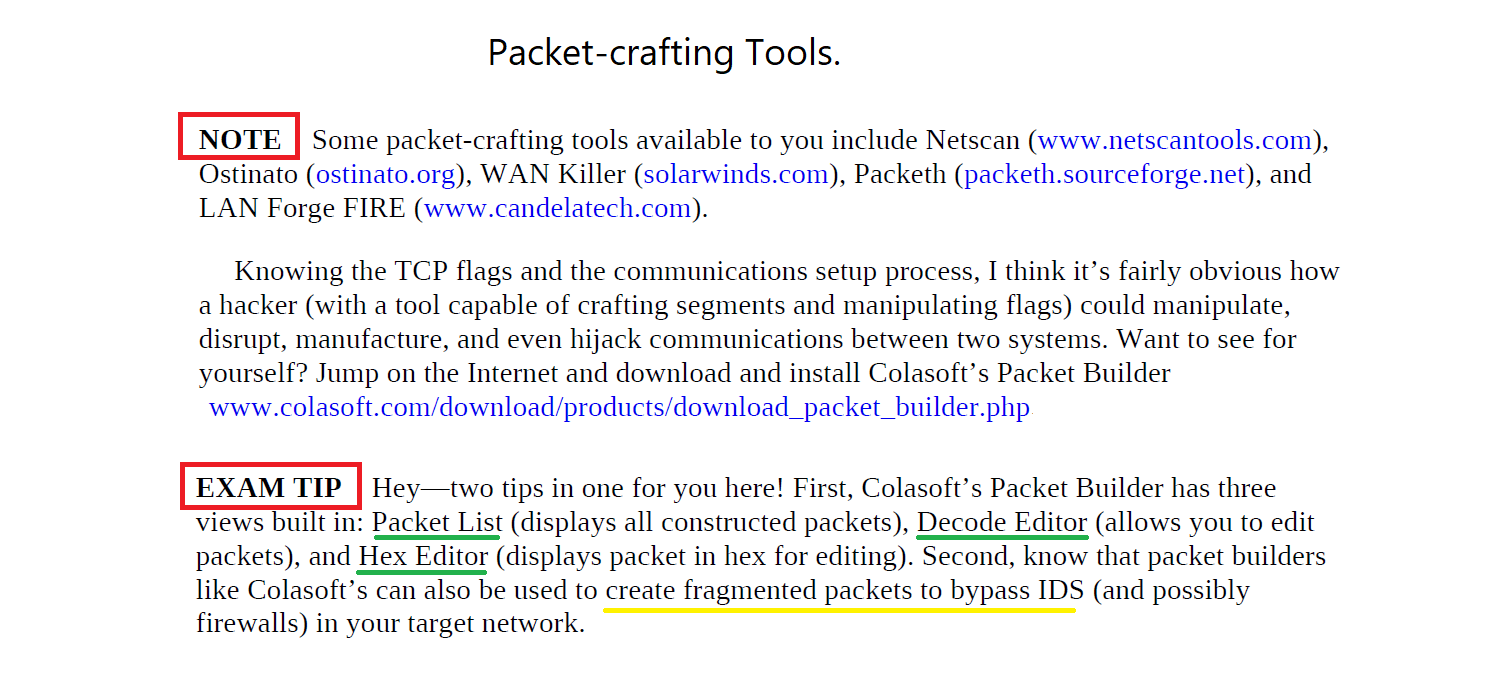 Packet-crafting Tools.
NOTE Some packet-crafting tools available to you include Netscan (www.netscantools.com),
Ostinato (ostinato.org), WAN Killer (solarwinds.com), Packeth (packeth.sourceforge.net), and
LAN Forge FIRE (www.candelatech.com).
Knowing the TCP flags and the communications setup process, I think it’s fairly obvious how
a hacker (with a tool capable of crafting segments and manipulating flags) could manipulate,
disrupt, manufacture, and even hijack communications between two systems. Want to see for
yourself? Jump on the Internet and download and install Colasoft’s Packet Builder
www.colasoft.com/download/products/download_packet_builder.php
EXAM TIP Hey—two tips in one for you here! First, Colasoft’s Packet Builder has three
views built in: Packet List (displays all constructed packets), Decode Editor (allows you to edit
packets), and Hex Editor (displays packet in hex for editing). Second, know that packet builders
like Colasoft’s can also be used to create fragmented packets to bypass IDS (and possibly
firewalls) in your target network.